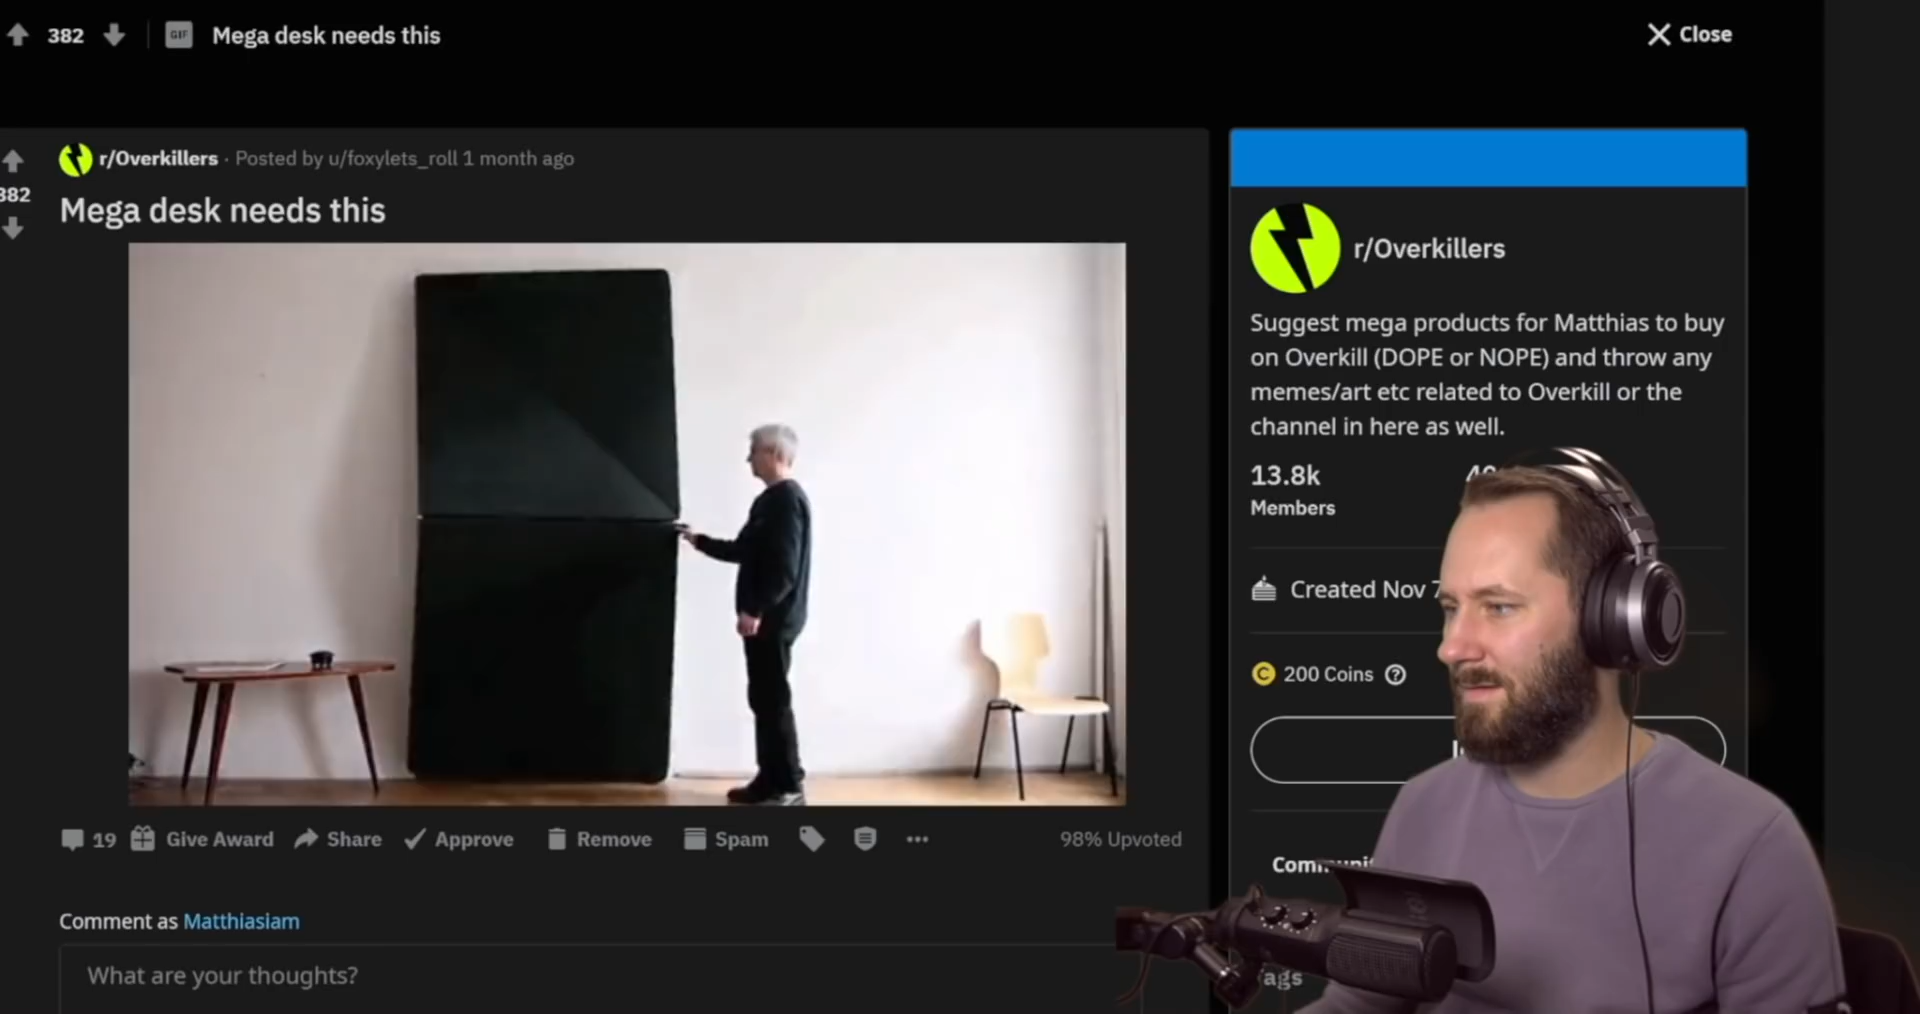 382
GIF
Mega desk needs this
Close
r/Overkillers · Posted by u/foxylets_roll 1 month ago
382
Mega desk needs this
19
Give Award
Share
Approve
Remove
Spam
98% Upvoted
Comment as Matthiasiam
What are your thoughts?
r/Overkillers
Suggest mega products for Matthias to buy
on Overkill (DOPE or NOPE) and throw any
memes/art etc related to Overkill or the
channel in here as well.
13.8k
Members
Created Nov 7
200 Coins